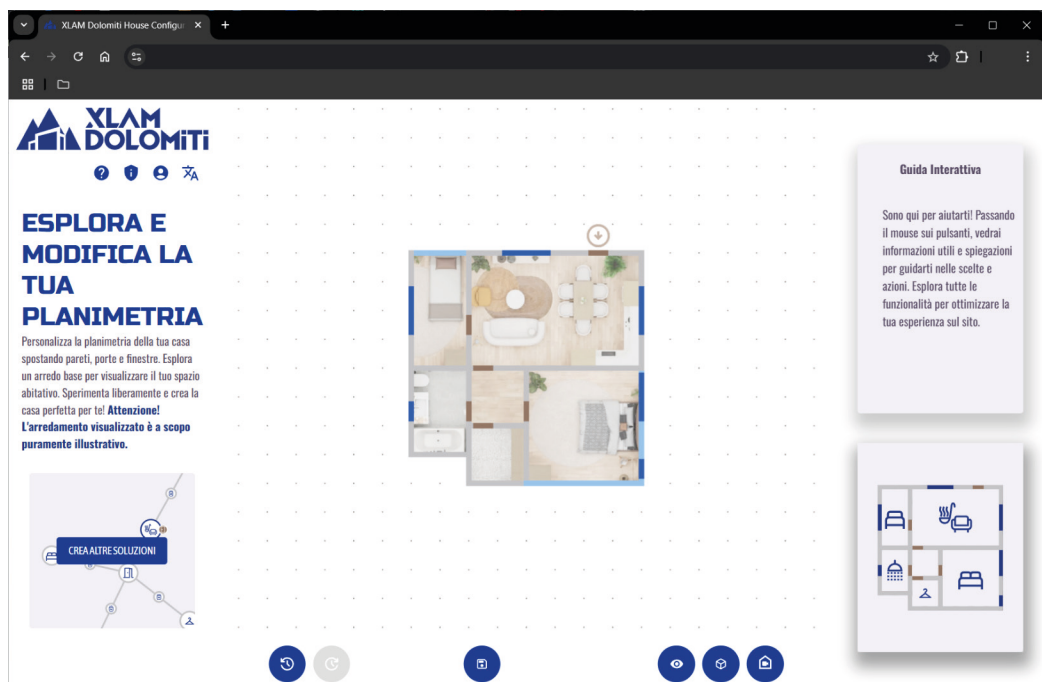 XLAM Dolomiti House Configur
XLAM
DOLOMiTi
ESPLORA E
MODIFICA LA
TUA
PLANIMETRIA
Personalizza la planimetria della tua casa
spostando pareti, porte e finestre. Esplora
un arredo base per visualizzare il tuo spazio
abitativo. Sperimenta liberamente e crea la
casa perfetta per te! Attenzione!
L'arredamento visualizzato è a scopo
puramente illustrativo.
CREA ALTRE SOLUZIONI
Guida Interattiva
Sono qui per aiutarti! Passando
il mouse sui pulsanti, vedrai
informazioni utili e spiegazioni
per guidarti nelle scelte e
azioni. Esplora tutte le
funzionalità per ottimizzare la
tua esperienza sul sito.